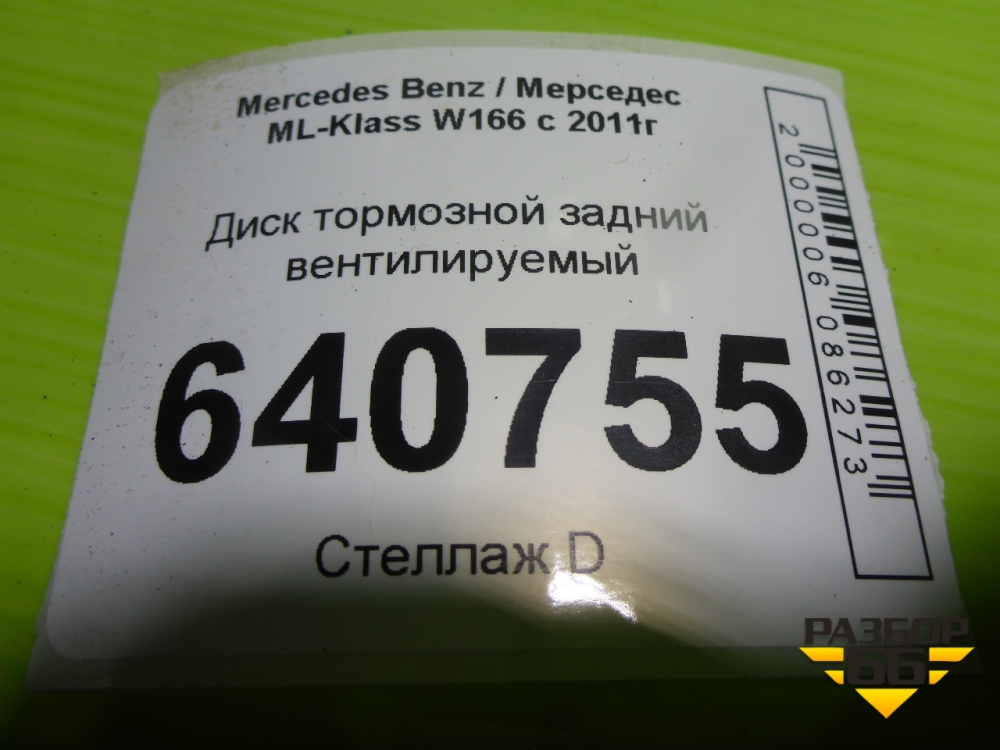 Mercedes Benz / Мерседес
ML-Klass W166 с 2011г
Диск тормозной задний
вентилируемый
640755
Стеллаж D
2000006086273
РАЗБОР
66